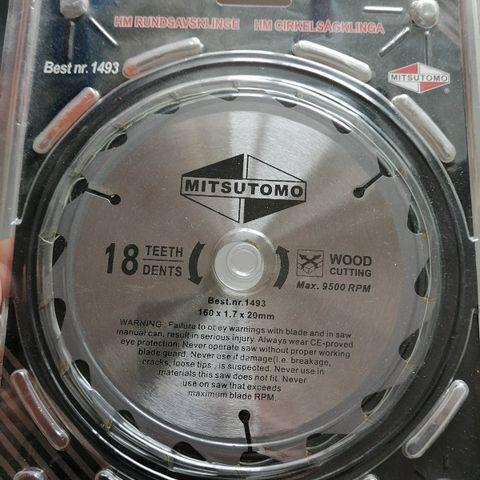 HM RUNDSAVSKLINGE HM CIRKELSÅGKLINGA
Best nr. 1493
MITSUTOMO
®
MITSUTOMO
18 TEETH
DENTS
WOOD
CUTTING
Max. 9500 RPM
Best.nr.1493
160 x 1,7 x 20mm
WARNING: Failure to obey warnings with blade and in saw
manual can, result in serious injury. Always wear CE-proved
eye protection. Never operate saw without proper working
blade guard. Never use if damage(i.e. breakage,
cracks, loose tips , is suspected. Never use in
materials this saw does not fit. Never
use on saw that exceeds
maximum blade RPM.